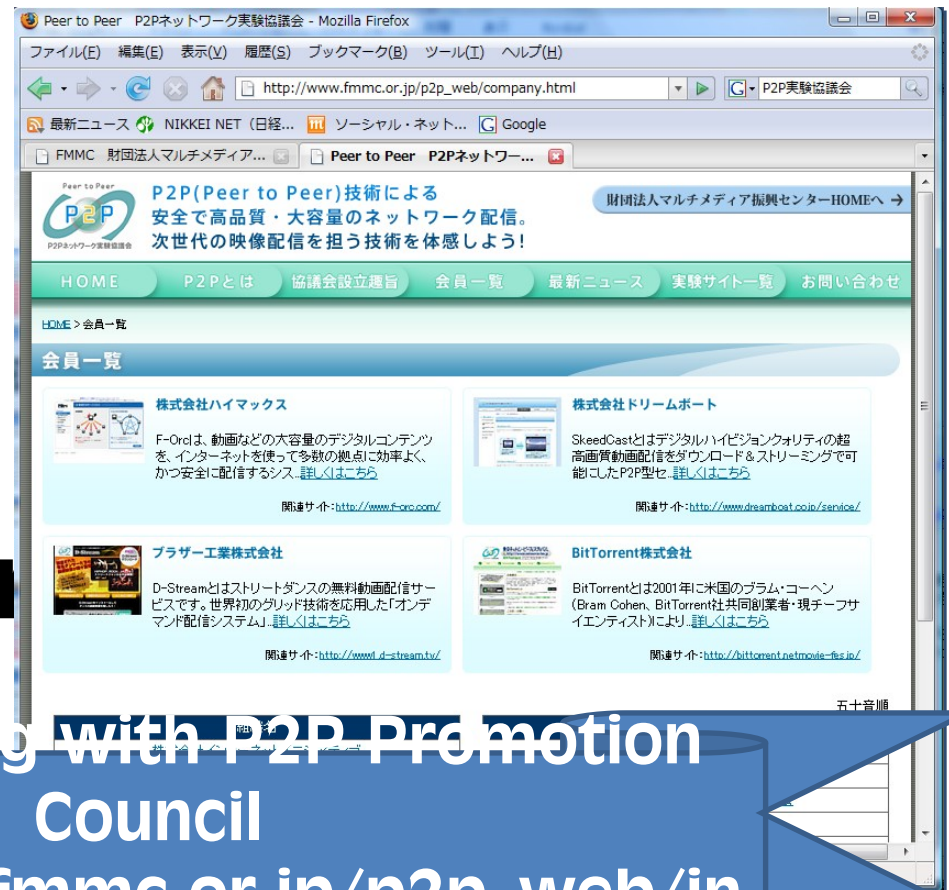 Peer to Peer P2Pネットワーク実験協議会 - Mozilla Firefox
ファイル(F) 編集(E) 表示(V) 履歴(S) ブックマーク(B) ツール(T) ヘルプ(H)
http://www.fmmc.or.jp/p2p_web/company.html
P2P実験協議会
最新ニュース NIKKEI NET (日経... ソーシャル・ネット... Google
FMMC 財団法人マルチメディア... Peer to Peer P2Pネットワー...
Peer to Peer
P2P
P2Pネットワーク実験協議会
P2P(Peer to Peer)技術による
安全で高品質・大容量のネットワーク配信。
次世代の映像配信を担う技術を体感しよう!
財団法人マルチメディア振興センターHOMEへ →
HOME P2Pとは 協議会設立趣旨 会員一覧 最新ニュース 実験サイト一覧 お問い合わせ
HOME > 会員一覧
会員一覧
株式会社ハイマックス
F-Orcは、動画などの大容量のデジタルコンテンツ
を、インターネットを使って多数の拠点に効率よく、
かつ安全に配信するシス...詳しくはこちら
関連サイト:http://www.f-orc.com/
株式会社ドリームボート
SkeedCastとはデジタルハイビジョンクォリティの超
高画質動画配信をダウンロード&ストリーミングで可
能にしたP2P型セ...詳しくはこちら
関連サイト:http://www.dreamboat.co.jp/service/
ブラザー工業株式会社
D-Streamとはストリートダンスの無料動画配信サー
ビスです。世界初のグリッド技術を応用した「オンデ
マンド配信システム」...詳しくはこちら
関連サイト:http://www1.d-stream.tv/
BitTorrent株式会社
BitTorrentとは2001年に米国のブラム・コーヘン
(Bram Cohen、BitTorrent社共同創業者・現チーフサ
イエンティスト)により...詳しくはこちら
関連サイト:http://bittorrent.netmovie-fes.jp/
五十音順
with P2P Promotion
Council
fmmc.or.jp/p2p_web/in